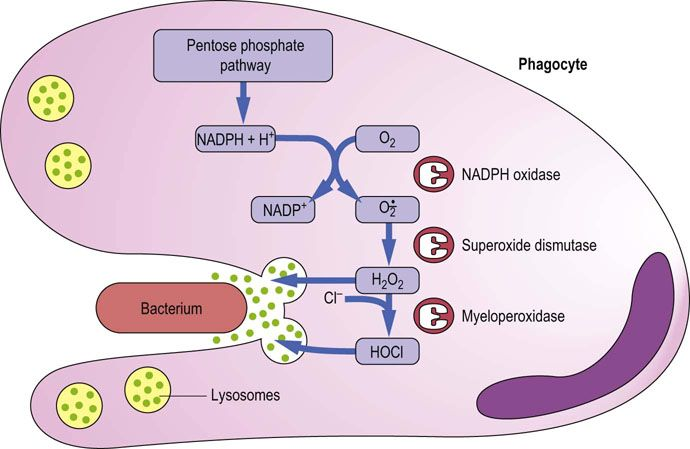 Pentose phosphate
pathway
Phagocyte
NADPH + H⁺
O₂
NADPH oxidase
NADP⁺
O₂•⁻
Superoxide dismutase
H₂O₂
Cl⁻
Bacterium
Myeloperoxidase
HOCl
Lysosomes